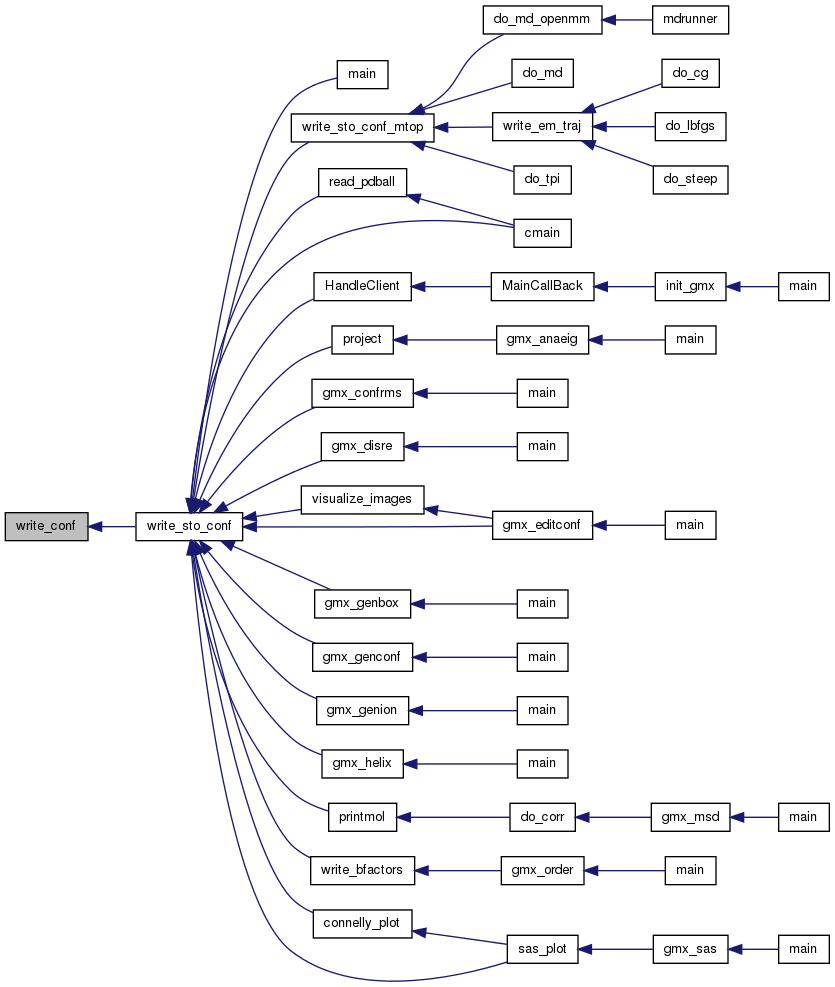 do_md_openmm
mdrunner
main
do_md
do_cg
write_sto_conf_mtop
write_em_traj
do_lbfgs
read_pdball
do_tpi
do_steep
cmain
HandleClient
MainCallBack
init_gmx
main
project
gmx_anaeig
main
gmx_confrms
main
gmx_disre
main
visualize_images
write_conf
write_sto_conf
gmx_editconf
main
gmx_genbox
main
gmx_genconf
main
gmx_genion
main
gmx_helix
main
printmol
do_corr
gmx_msd
main
write_bfactors
gmx_order
main
connelly_plot
sas_plot
gmx_sas
main